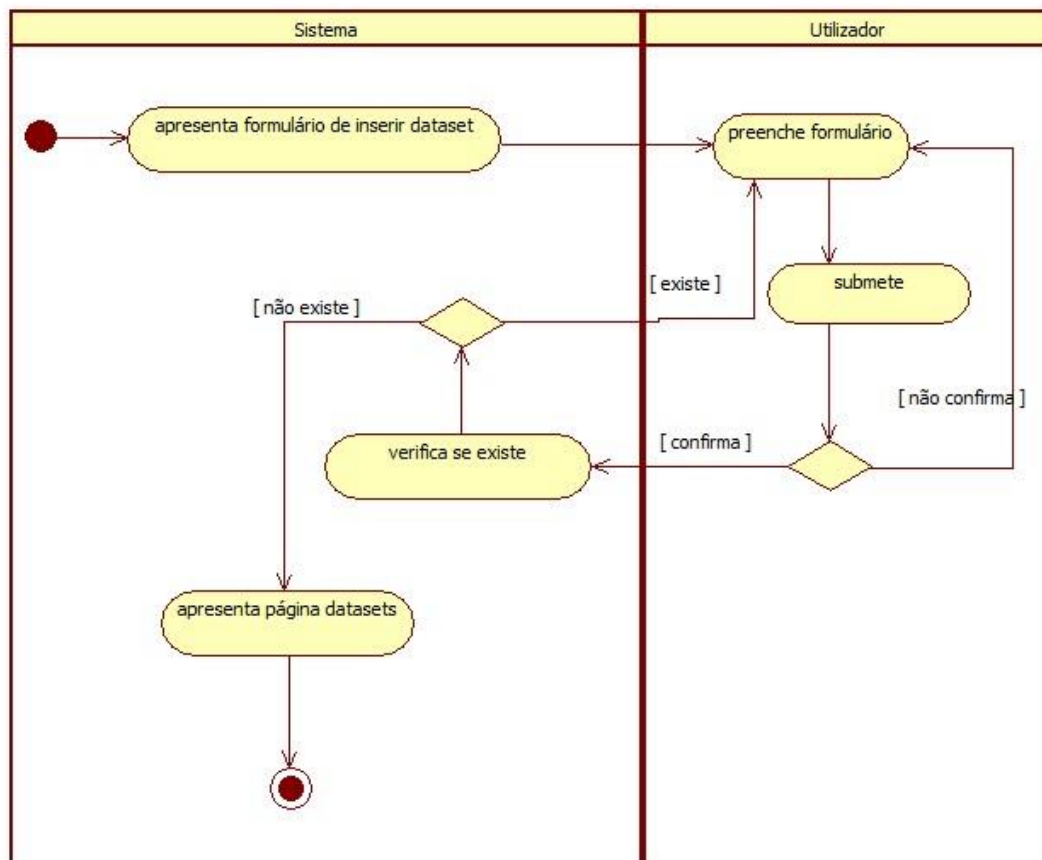 Sistema
Utilizador
apresenta formulário de inserir dataset
preenche formulário
submete
[ existe ]
[ não existe ]
[ não confirma ]
[ confirma ]
verifica se existe
apresenta página datasets